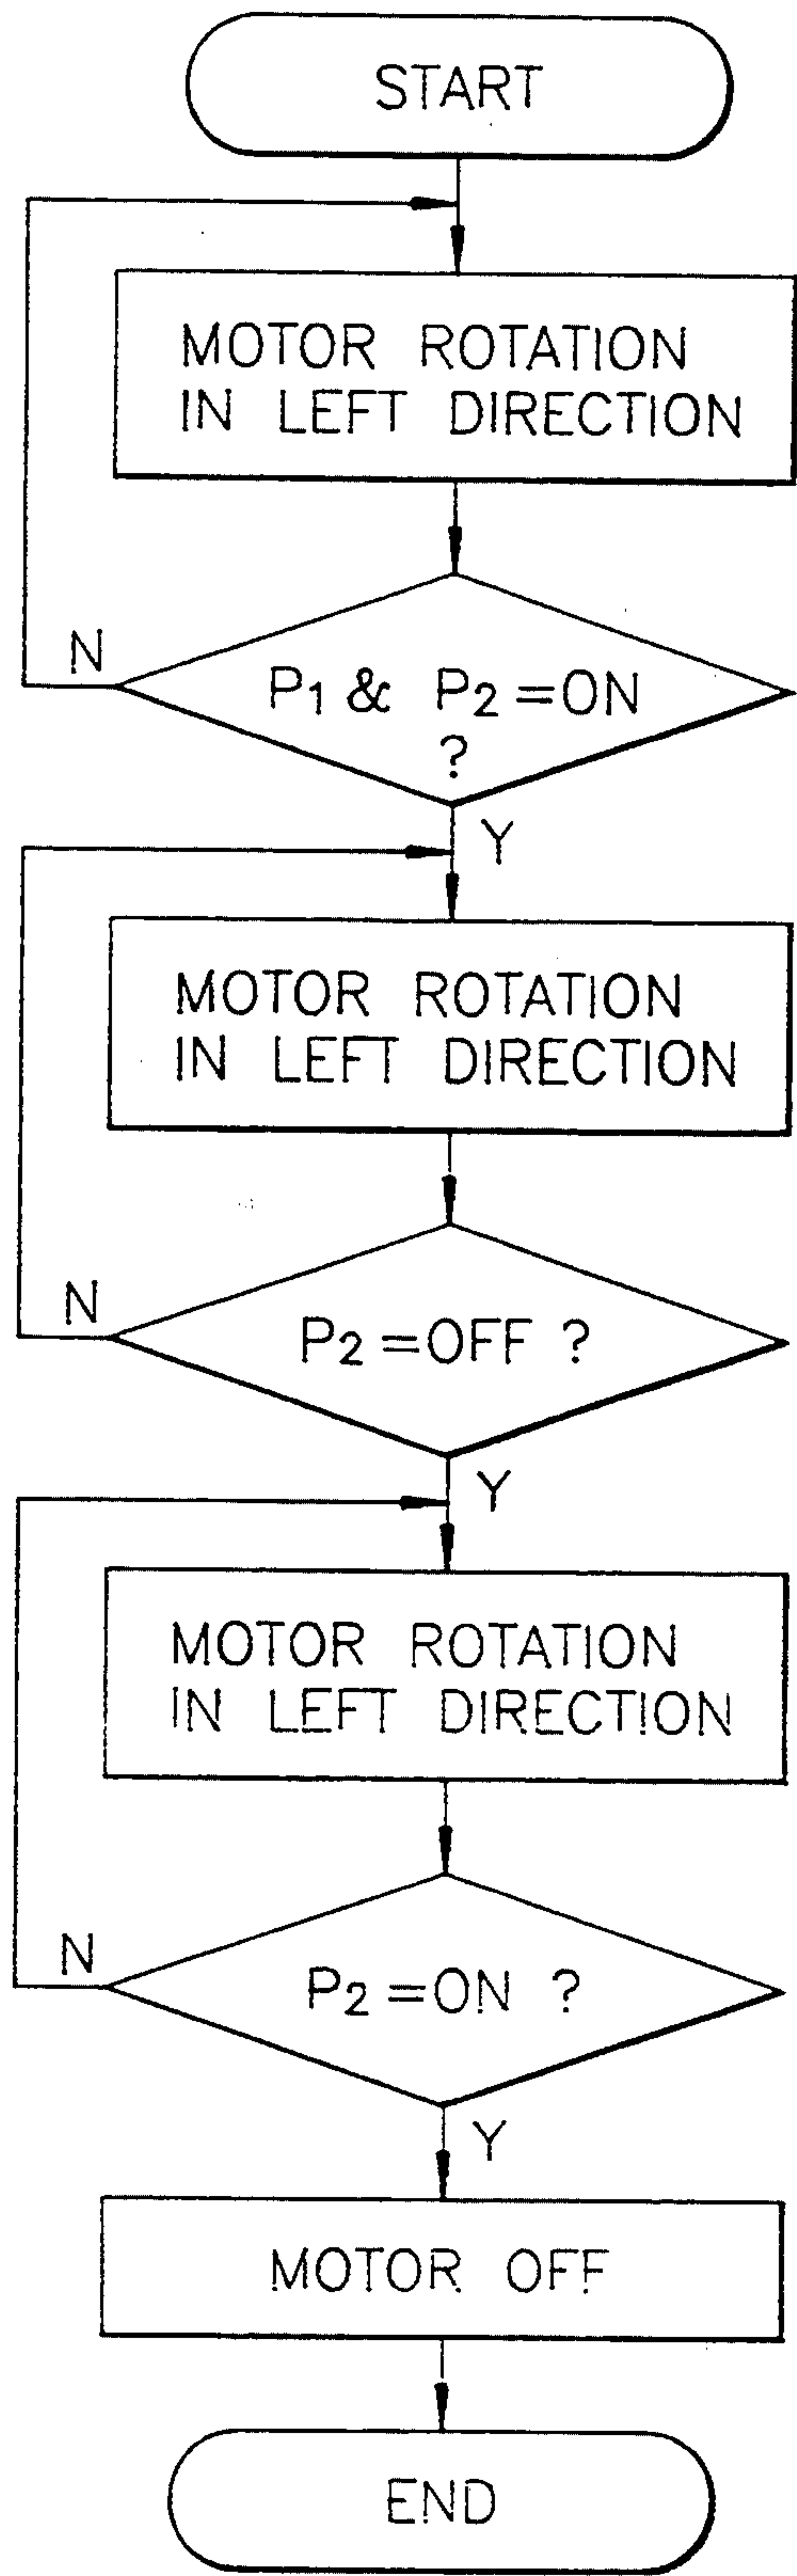 START
MOTOR ROTATION
IN LEFT DIRECTION
N
P1 & P2 = ON
?
Y
MOTOR ROTATION
IN LEFT DIRECTION
N
P2 = OFF ?
Y
MOTOR ROTATION
IN LEFT DIRECTION
N
P2 = ON ?
Y
MOTOR OFF
END